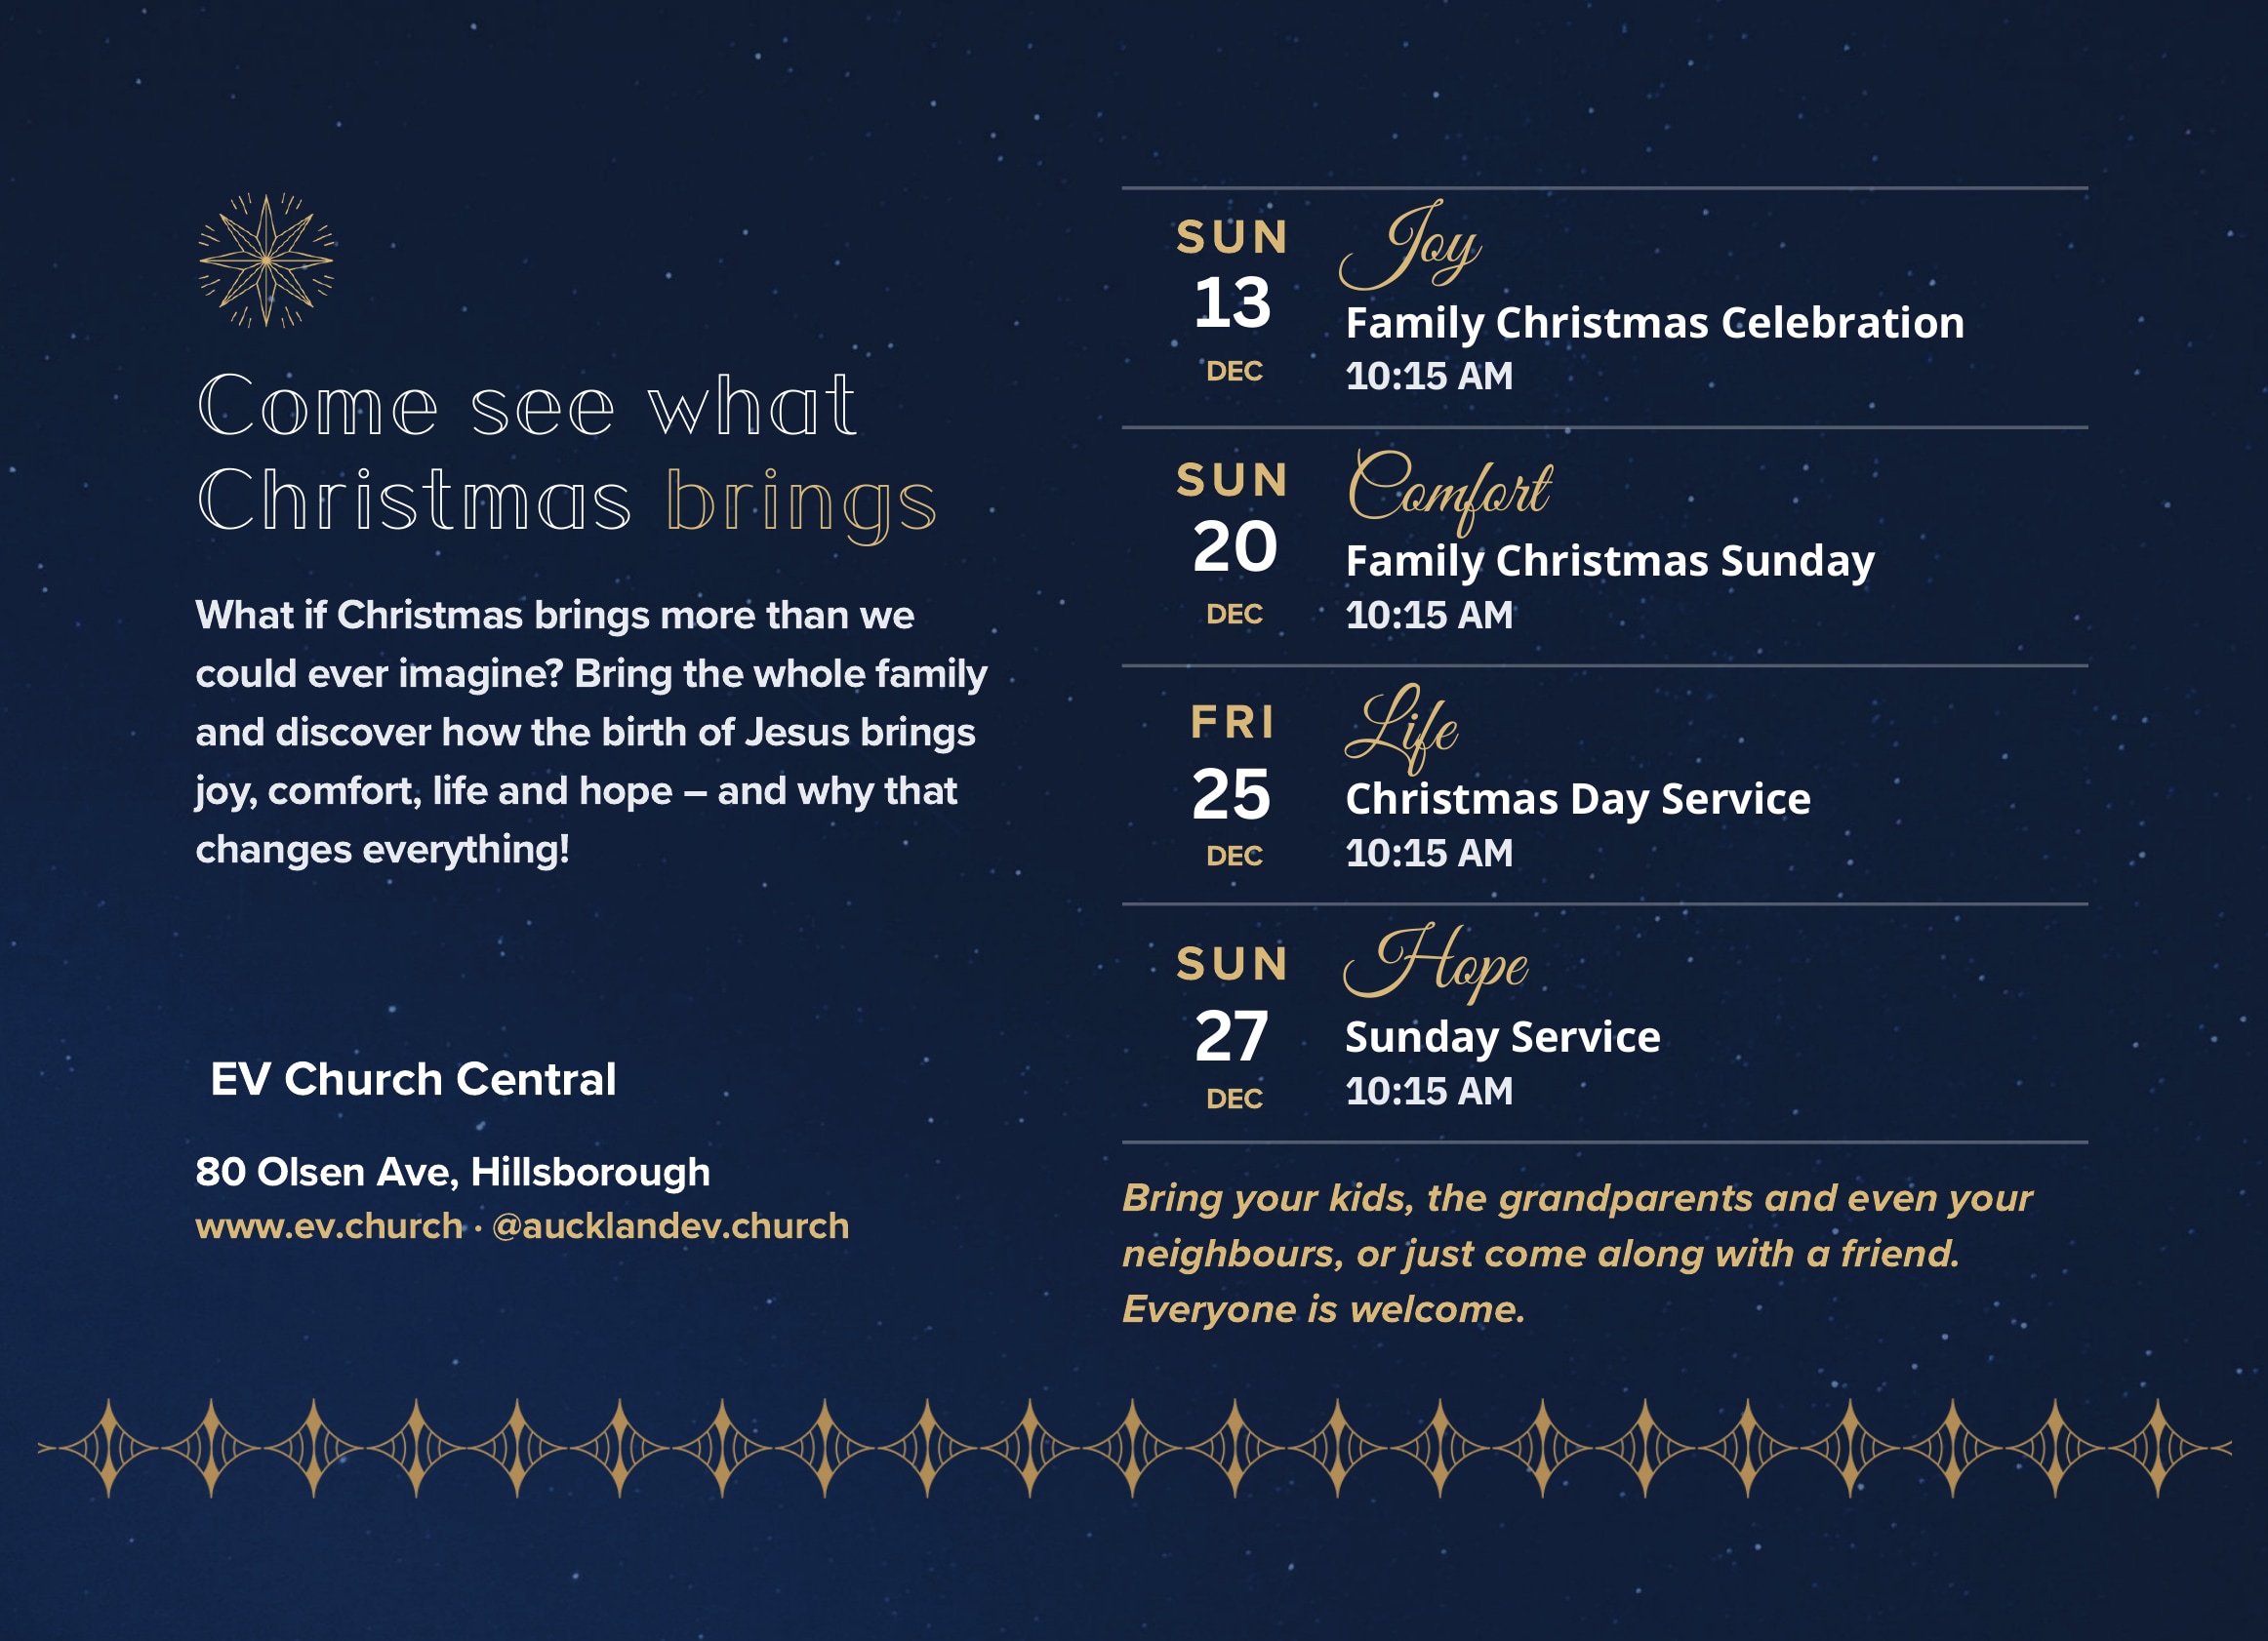 Come see what
Christmas brings
What if Christmas brings more than we
could ever imagine? Bring the whole family
and discover how the birth of Jesus brings
joy, comfort, life and hope – and why that
changes everything!
EV Church Central
80 Olsen Ave, Hillsborough
www.ev.church · @aucklandev.church
SUN
13
DEC
Joy
Family Christmas Celebration
10:15 AM
SUN
20
DEC
Comfort
Family Christmas Sunday
10:15 AM
FRI
25
DEC
Life
Christmas Day Service
10:15 AM
SUN
27
DEC
Hope
Sunday Service
10:15 AM
Bring your kids, the grandparents and even your
neighbours, or just come along with a friend.
Everyone is welcome.